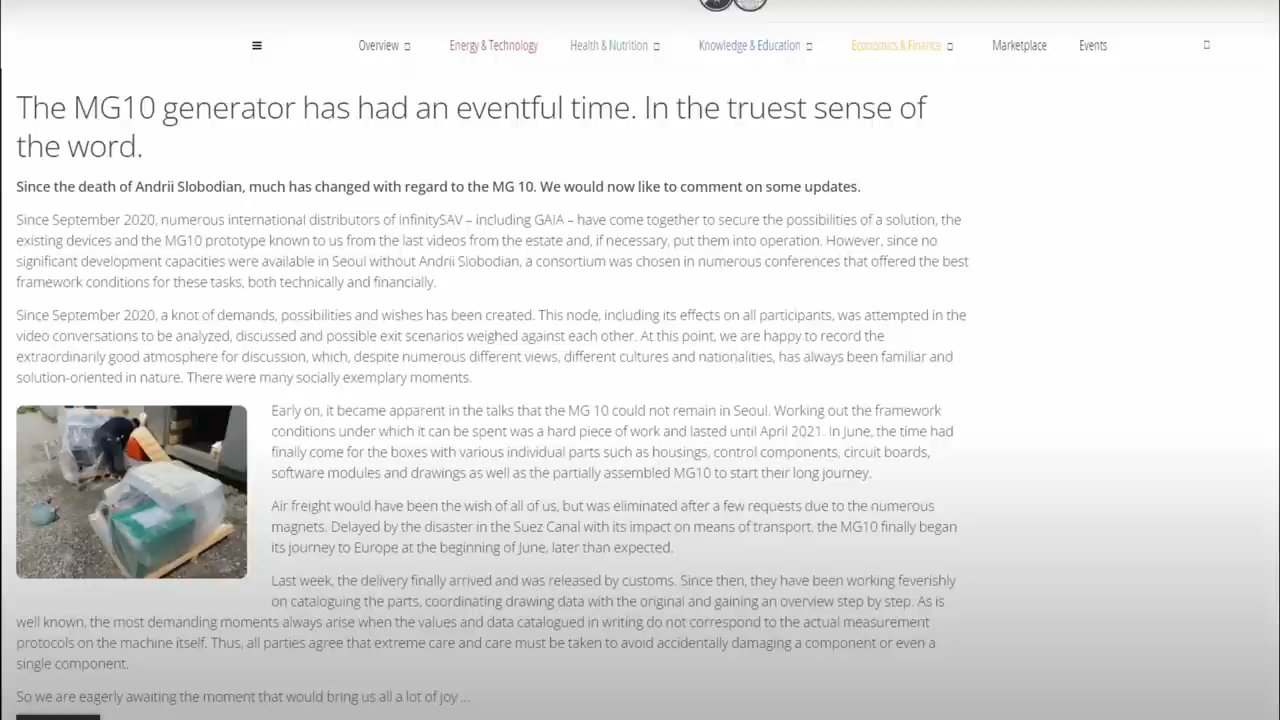 Overview
Energy & Technology
Health & Nutrition
Knowledge & Education
Economics & Finance
Marketplace
Events
The MG10 generator has had an eventful time. In the truest sense of
the word.
Since the death of Andrii Slobodian, much has changed with regard to the MG 10. We would now like to comment on some updates.
Since September 2020, numerous international distributors of InfinitySAV – including GAIA – have come together to secure the possibilities of a solution, the
existing devices and the MG10 prototype known to us from the last videos from the estate and, if necessary, put them into operation. However, since no
significant development capacities were available in Seoul without Andrii Slobodian, a consortium was chosen in numerous conferences that offered the best
framework conditions for these tasks, both technically and financially.
Since September 2020, a knot of demands, possibilities and wishes has been created. This node, including its effects on all participants, was attempted in the
video conversations to be analyzed, discussed and possible exit scenarios weighed against each other. At this point, we are happy to record the
extraordinarily good atmosphere for discussion, which, despite numerous different views, different cultures and nationalities, has always been familiar and
solution-oriented in nature. There were many socially exemplary moments.
Early on, it became apparent in the talks that the MG 10 could not remain in Seoul. Working out the framework
conditions under which it can be spent was a hard piece of work and lasted until April 2021. In June, the time had
finally come for the boxes with various individual parts such as housings, control components, circuit boards,
software modules and drawings as well as the partially assembled MG10 to start their long journey.
Air freight would have been the wish of all of us, but was eliminated after a few requests due to the numerous
magnets. Delayed by the disaster in the Suez Canal with its impact on means of transport, the MG10 finally began
its journey to Europe at the beginning of June, later than expected.
Last week, the delivery finally arrived and was released by customs. Since then, they have been working feverishly
on cataloguing the parts, coordinating drawing data with the original and gaining an overview step by step. As is
well known, the most demanding moments always arise when the values and data catalogued in writing do not correspond to the actual measurement
protocols on the machine itself. Thus, all parties agree that extreme care and care must be taken to avoid accidentally damaging a component or even a
single component.
So we are eagerly awaiting the moment that would bring us all a lot of joy ...